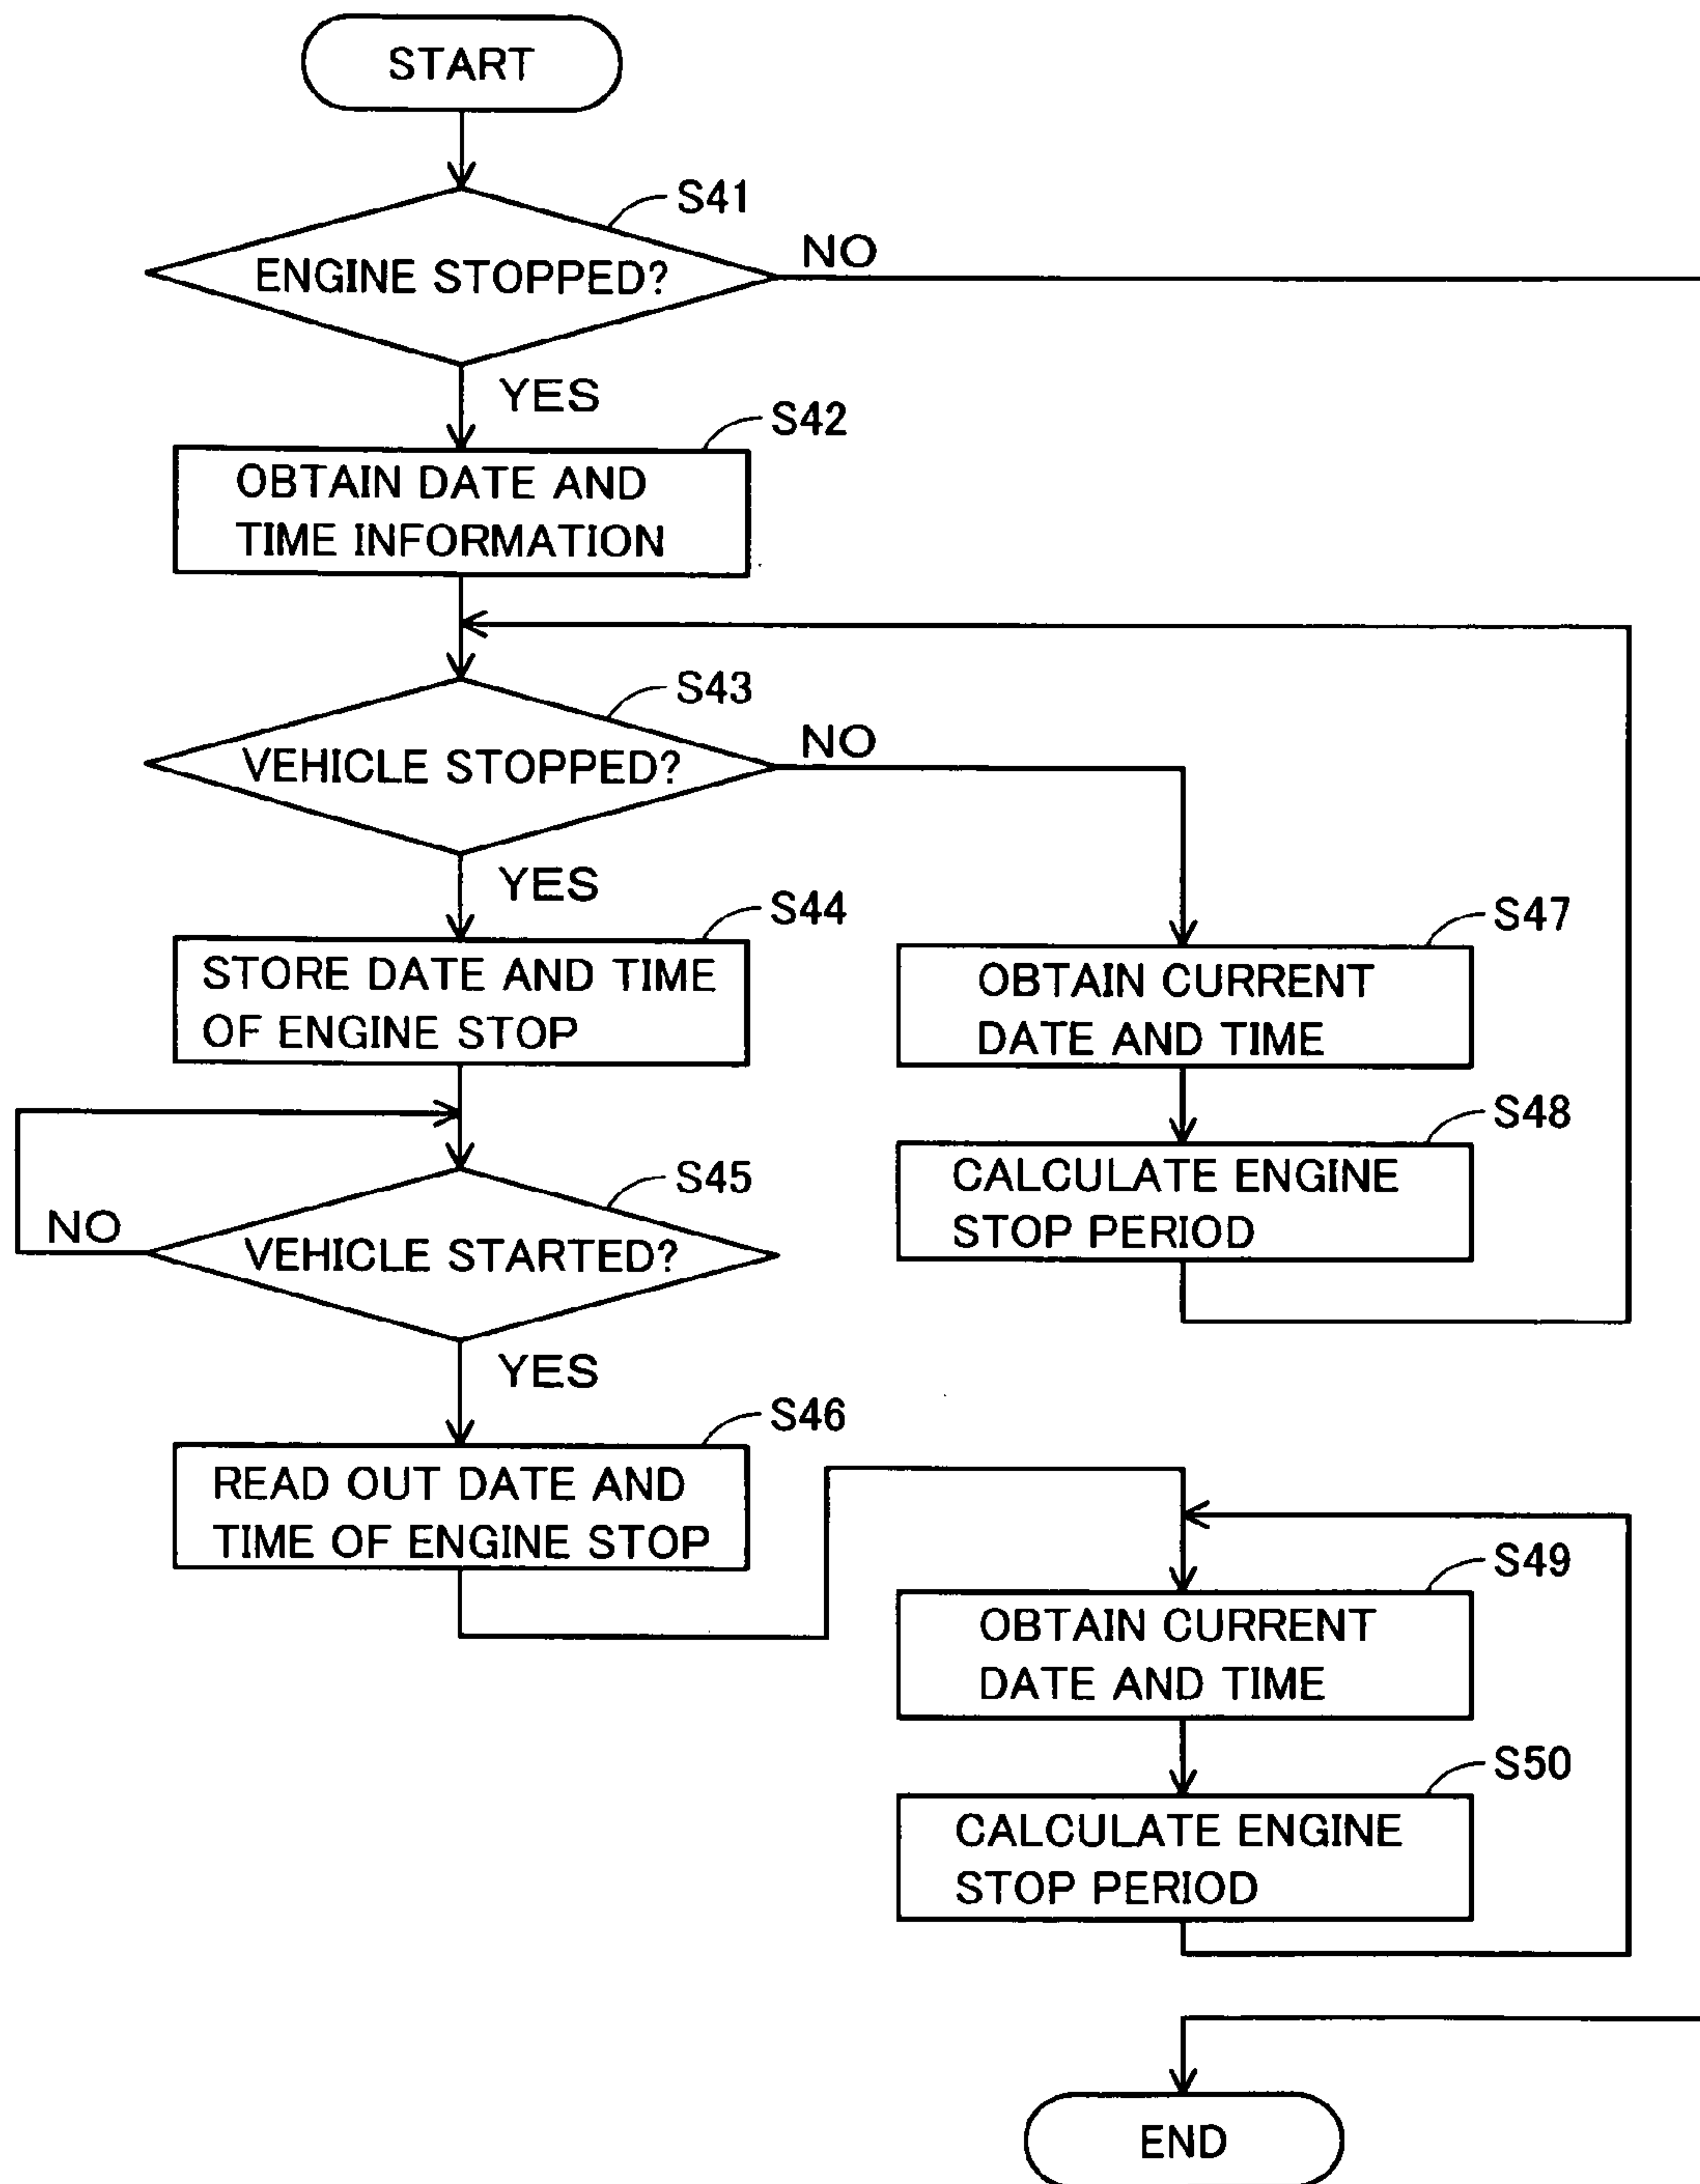 START
S41
ENGINE STOPPED?
NO
YES
S42
OBTAIN DATE AND
TIME INFORMATION
S43
VEHICLE STOPPED?
NO
YES
S44
STORE DATE AND TIME
OF ENGINE STOP
S47
OBTAIN CURRENT
DATE AND TIME
S48
CALCULATE ENGINE
STOP PERIOD
S45
VEHICLE STARTED?
NO
YES
S46
READ OUT DATE AND
TIME OF ENGINE STOP
S49
OBTAIN CURRENT
DATE AND TIME
S50
CALCULATE ENGINE
STOP PERIOD
END